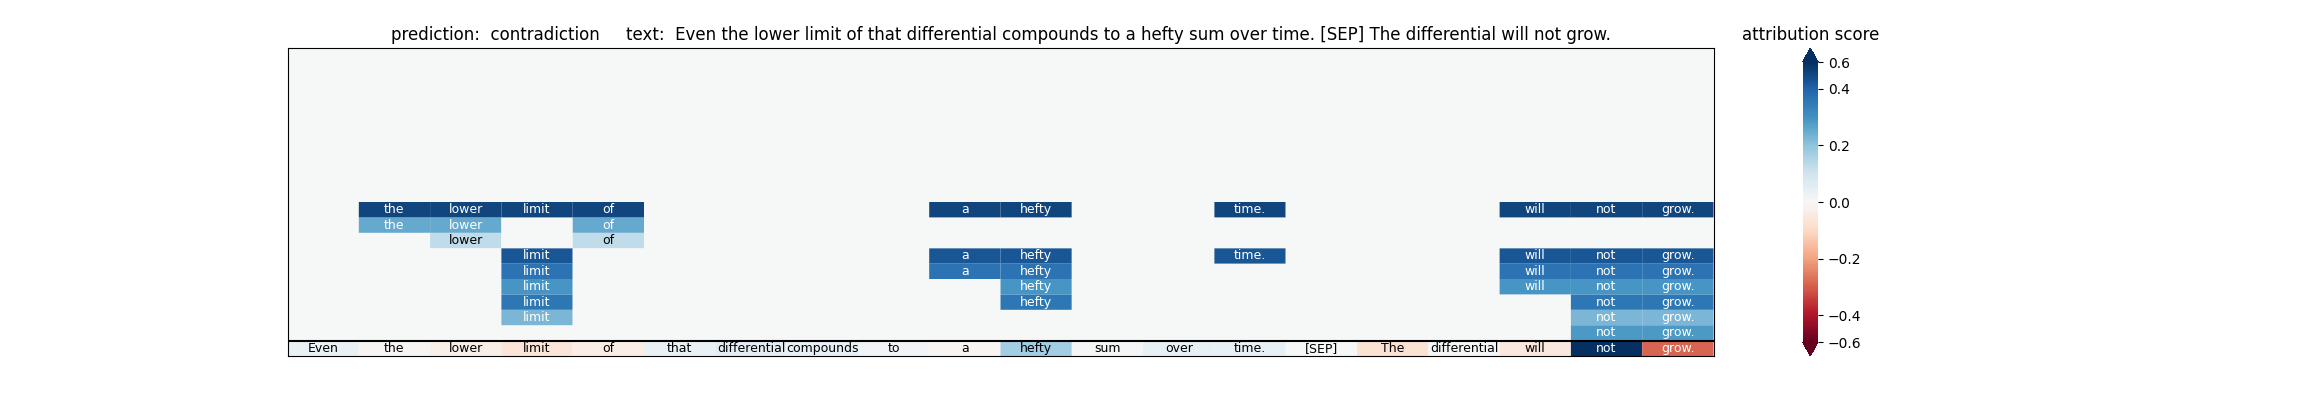 prediction: contradiction text: Even the lower limit of that differential compounds to a hefty sum over time. [SEP] The differential will not grow.
attribution score
0.6
0.4
0.2
0.0
−0.2
−0.4
−0.6
the lower limit of a hefty time. will not grow.
the lower of
lower of
limit a hefty time. will not grow.
limit a hefty will not grow.
limit hefty will not grow.
limit hefty not grow.
limit not grow.
not grow.
Even the lower limit of that differential compounds to a hefty sum over time. [SEP] The differential will not grow.